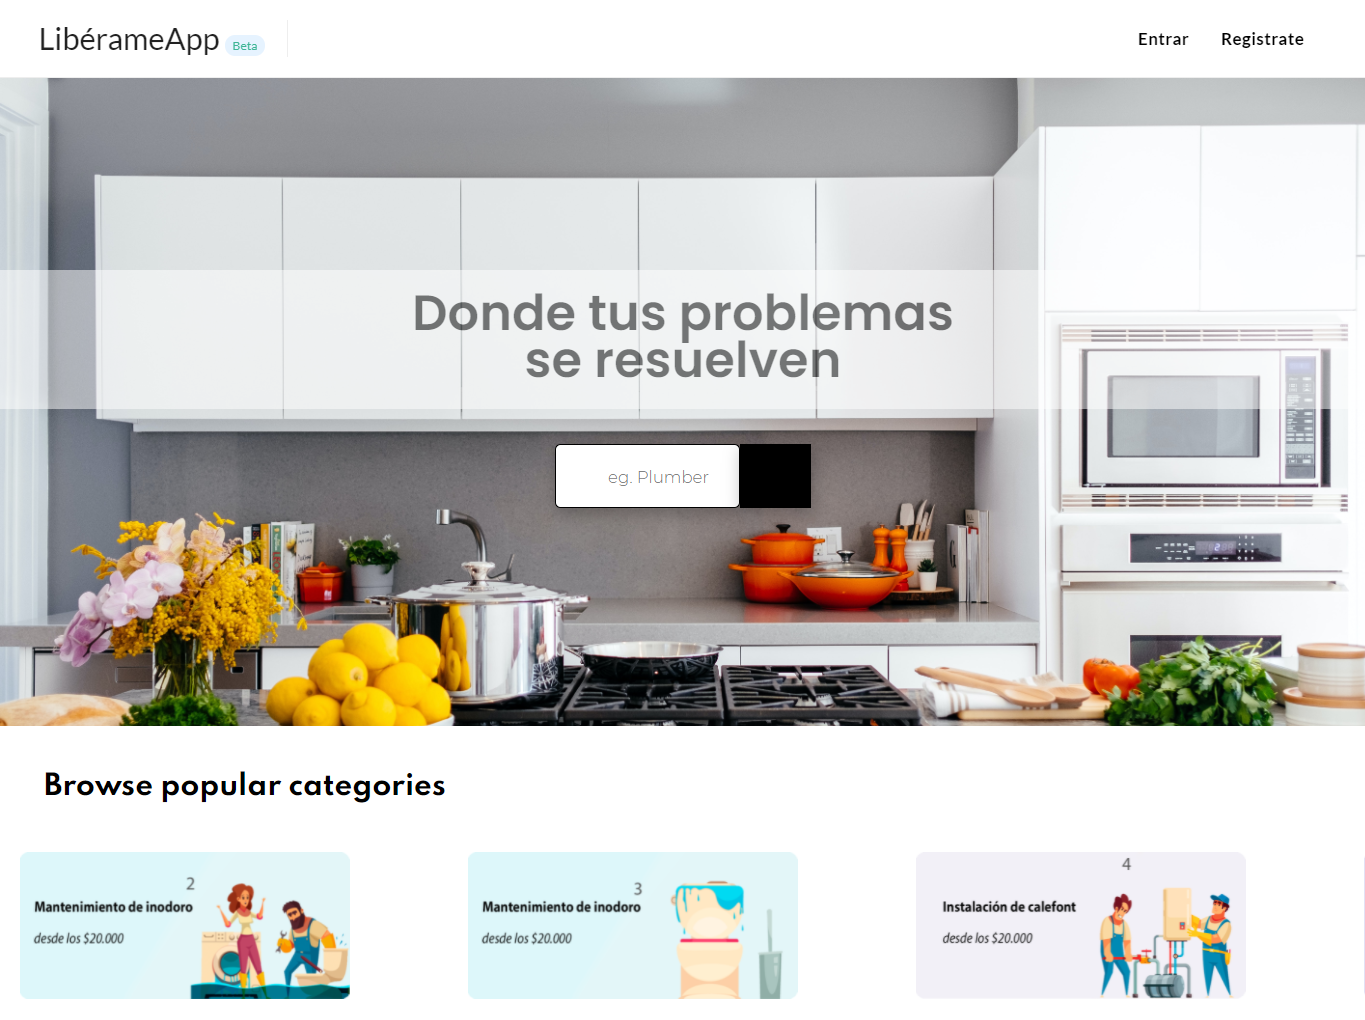 LibérameApp Beta
Entrar Registrate
Donde tus problemas
se resuelven
eg. Plumber
Browse popular categories
2
Mantenimiento de inodoro
desde los $20.000
3
Mantenimiento de inodoro
desde los $20.000
4
Instalación de calefont
desde los $20.000